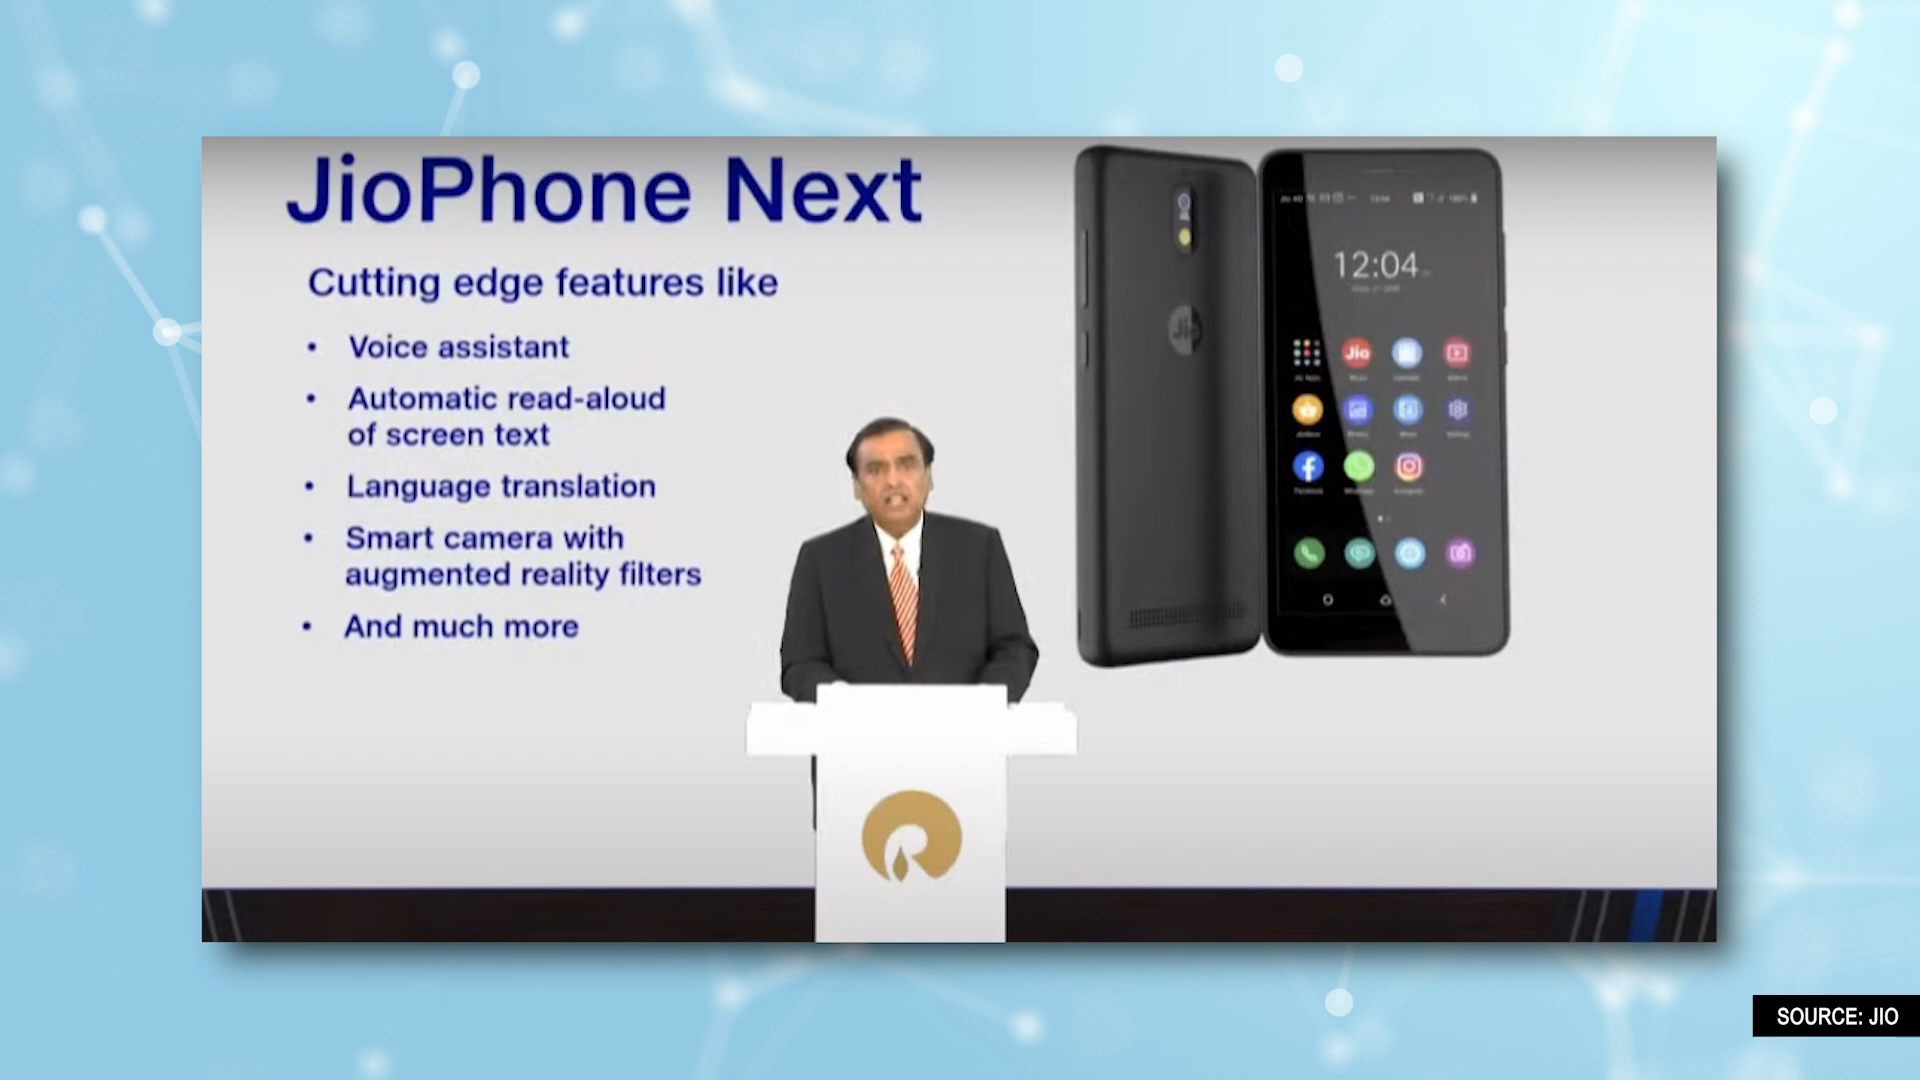 JioPhone Next
Cutting edge features like
• Voice assistant
• Automatic read-aloud
of screen text
• Language translation
• Smart camera with
augmented reality filters
• And much more
Jio
12:04
Jio
SOURCE: JIO